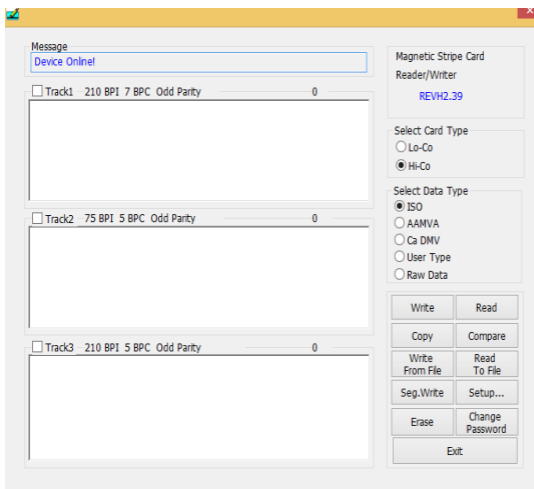 Message
Device Online!
Track1 210 BPI 7 BPC Odd Parity 0
Track2 75 BPI 5 BPC Odd Parity 0
Track3 210 BPI 5 BPC Odd Parity 0
Magnetic Stripe Card
Reader/Writer
REVH2.39
Select Card Type
Lo-Co
Hi-Co
Select Data Type
ISO
AAMVA
Ca DMV
User Type
Raw Data
Write Read
Copy Compare
Write From File Read To File
Seg.Write Setup...
Erase Change Password
Exit